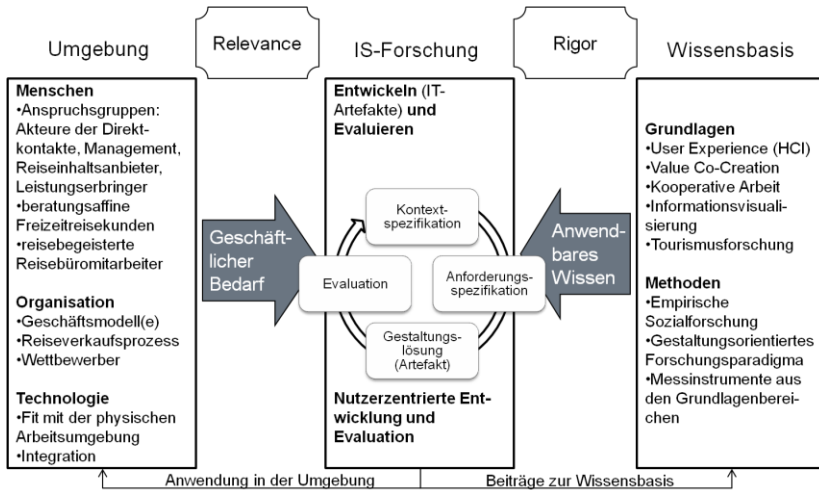 Umgebung
Relevance
IS-Forschung
Rigor
Wissensbasis
Menschen
•Anspruchsgruppen:
Akteure der Direkt-
kontakte, Management,
Reiseinhaltsanbieter,
Leistungserbringer
•beratungsaffine
Freizeitreisekunden
•reisebegeisterte
Reisebüromitarbeiter
Organisation
•Geschäftsmodell(e)
•Reiseverkaufsprozess
•Wettbewerber
Technologie
•Fit mit der physischen
Arbeitsumgebung
•Integration
Geschäft-
licher
Bedarf
Entwickeln (IT-
Artefakte) und
Evaluieren
Kontext-
spezifikation
Evaluation
Anforderungs-
spezifikation
Gestaltungs-
lösung
(Artefakt)
Nutzerzentrierte Ent-
wicklung und
Evaluation
Anwend-
bares
Wissen
Grundlagen
•User Experience (HCI)
•Value Co-Creation
•Kooperative Arbeit
•Informationsvisuali-
sierung
•Tourismusforschung
Methoden
•Empirische
Sozialforschung
•Gestaltungsorientiertes
Forschungsparadigma
•Messinstrumente aus
den Grundlagenberei-
chen
Anwendung in der Umgebung
Beiträge zur Wissensbasis